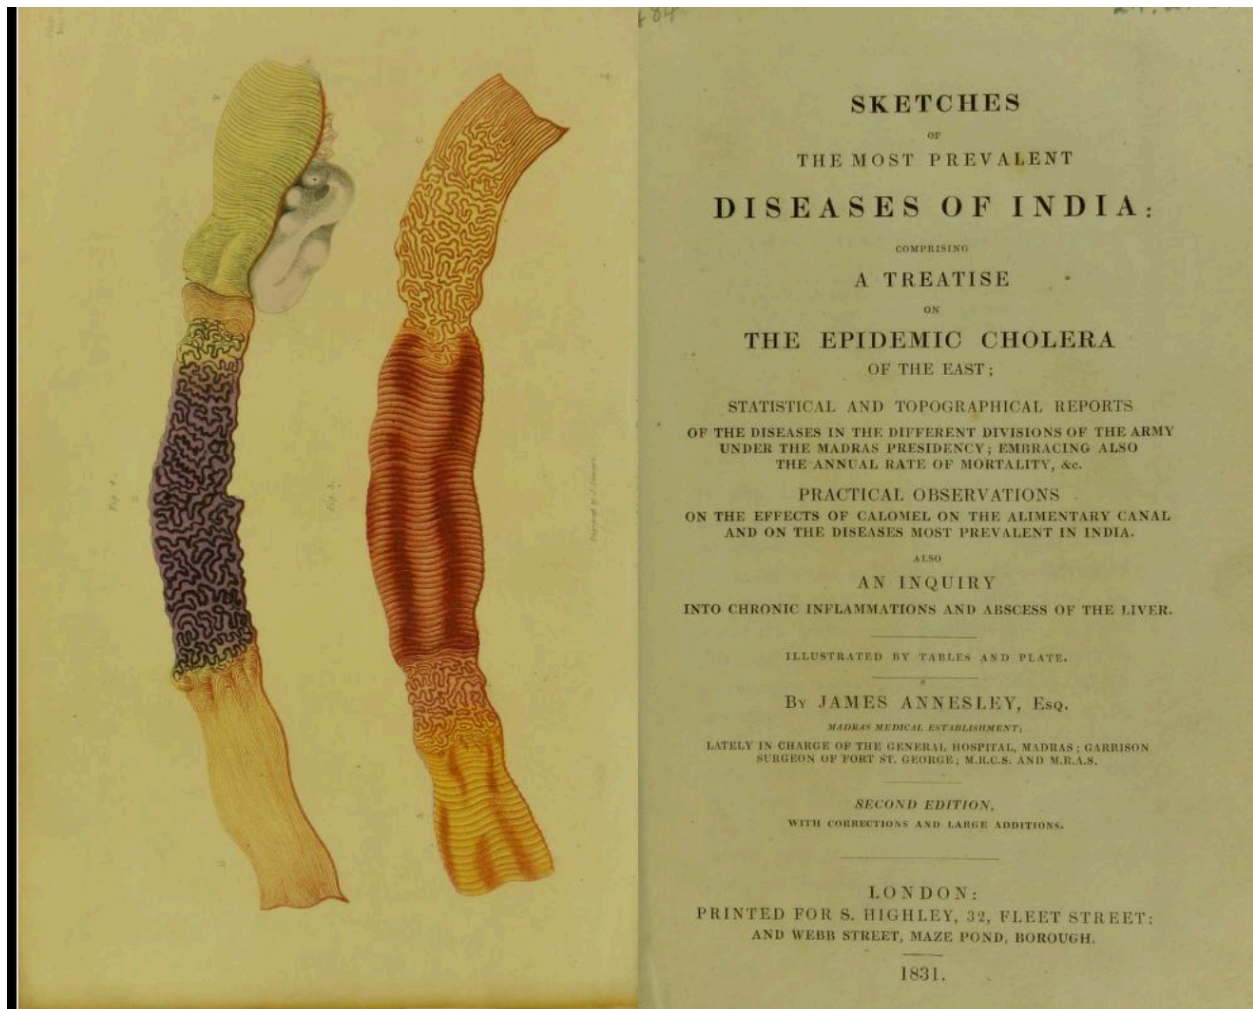 Fig. 1.
Fig. 2.
SKETCHES
OF
THE MOST PREVALENT
DISEASES OF INDIA:
COMPRISING
A TREATISE
ON
THE EPIDEMIC CHOLERA
OF THE EAST;
STATISTICAL AND TOPOGRAPHICAL REPORTS
OF THE DISEASES IN THE DIFFERENT DIVISIONS OF THE ARMY
UNDER THE MADRAS PRESIDENCY; EMBRACING ALSO
THE ANNUAL RATE OF MORTALITY, &c.
PRACTICAL OBSERVATIONS
ON THE EFFECTS OF CALOMEL ON THE ALIMENTARY CANAL
AND ON THE DISEASES MOST PREVALENT IN INDIA.
ALSO
AN INQUIRY
INTO CHRONIC INFLAMMATIONS AND ABSCESS OF THE LIVER.
ILLUSTRATED BY TABLES AND PLATE.
By JAMES ANNESLEY, Esq.
MADRAS MEDICAL ESTABLISHMENT;
LATELY IN CHARGE OF THE GENERAL HOSPITAL, MADRAS; GARRISON
SURGEON OF FORT ST. GEORGE; M.R.C.S. AND M.R.A.S.
SECOND EDITION,
WITH CORRECTIONS AND LARGE ADDITIONS.
LONDON:
PRINTED FOR S. HIGHLEY, 32, FLEET STREET;
AND WEBB STREET, MAZE POND, BOROUGH.
1831.